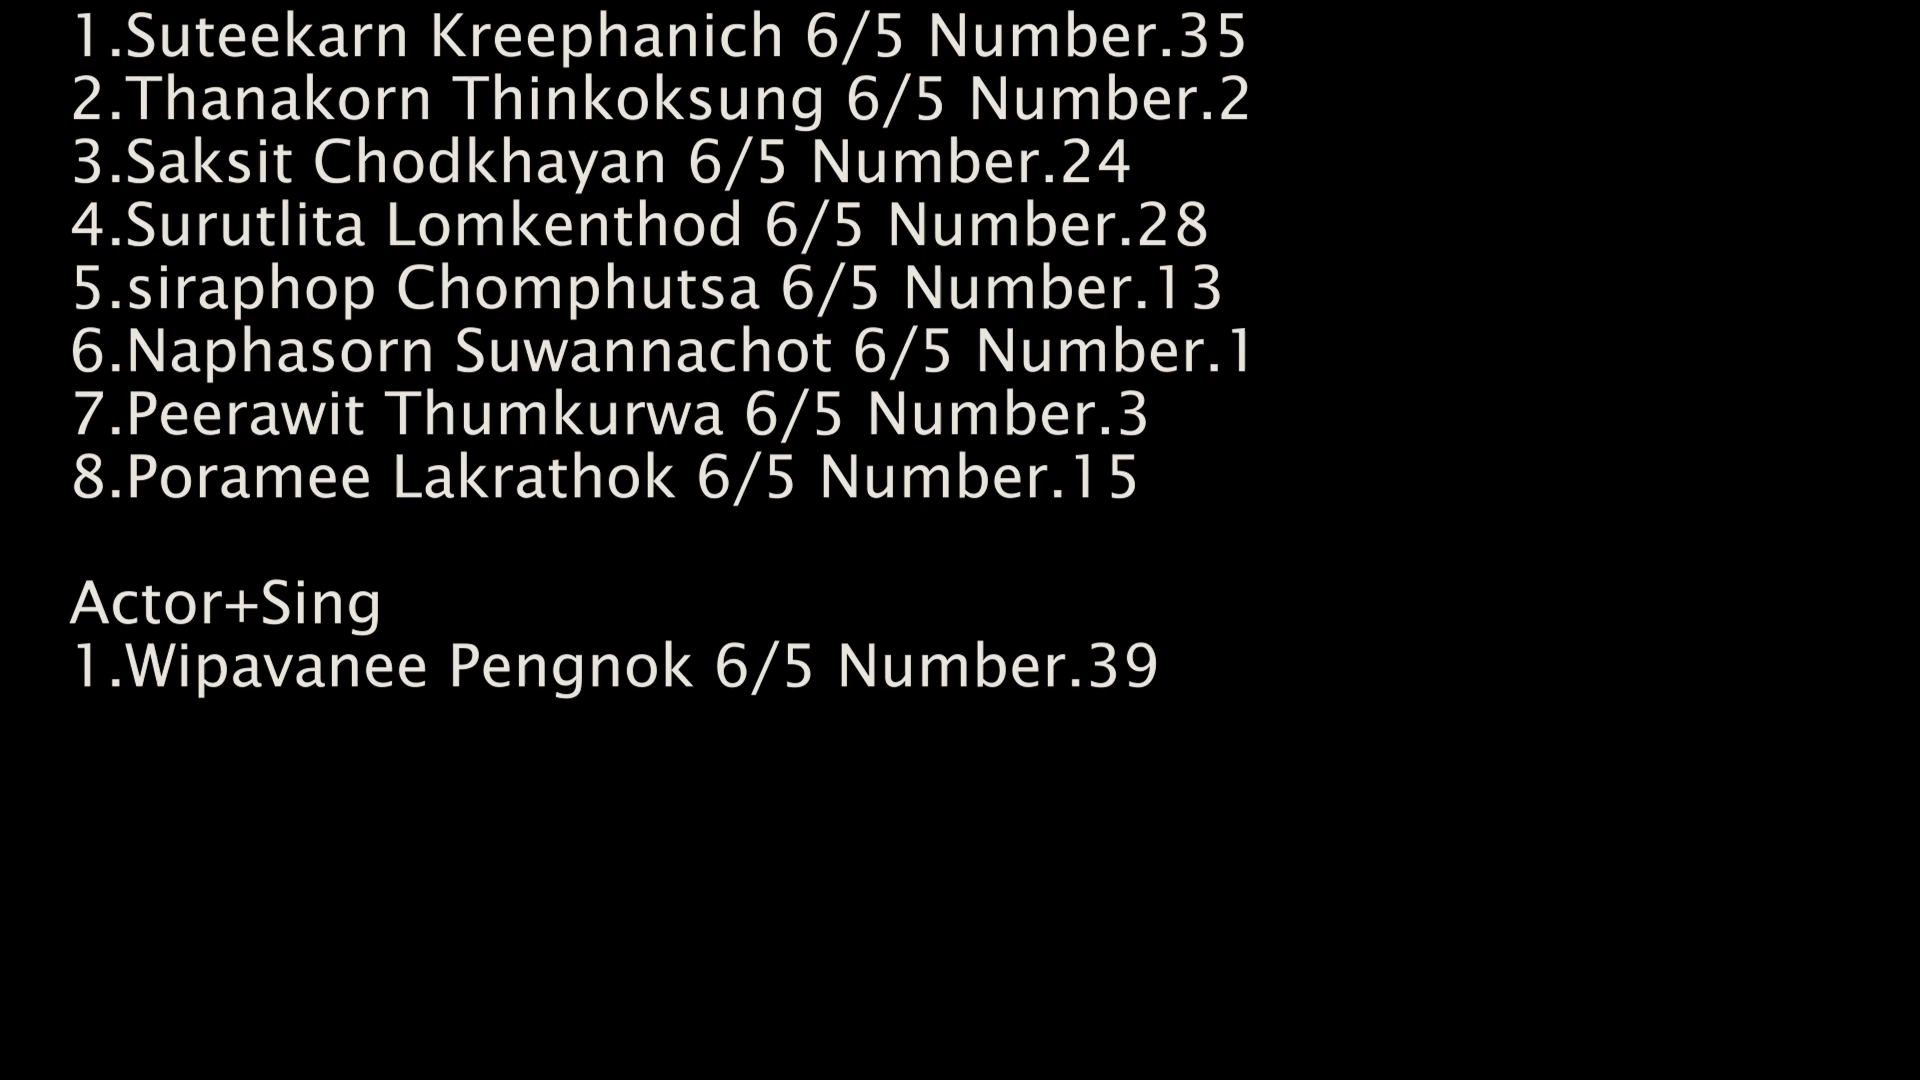 1.Suteekarn Kreephanich 6/5 Number.35
2.Thanakorn Thinkoksung 6/5 Number.2
3.Saksit Chodkhayan 6/5 Number.24
4.Surutlita Lomkenthod 6/5 Number.28
5.siraphop Chomphutsa 6/5 Number.13
6.Naphasorn Suwannachot 6/5 Number.1
7.Peerawit Thumkurwa 6/5 Number.3
8.Poramee Lakrathok 6/5 Number.15
Actor+Sing
1.Wipavanee Pengnok 6/5 Number.39